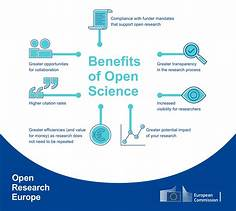 Compliance with funder mandates
that support open research
Greater opportunities
for collaboration
Benefits
of Open
Science
Greater transparency
in the research process
Higher citation rates
Increased
visibility for researchers
Greater efficiencies (and value
for money) as research does
not need to be repeated
Greater potential impact
of your research
Open
Research
Europe
European
Commission